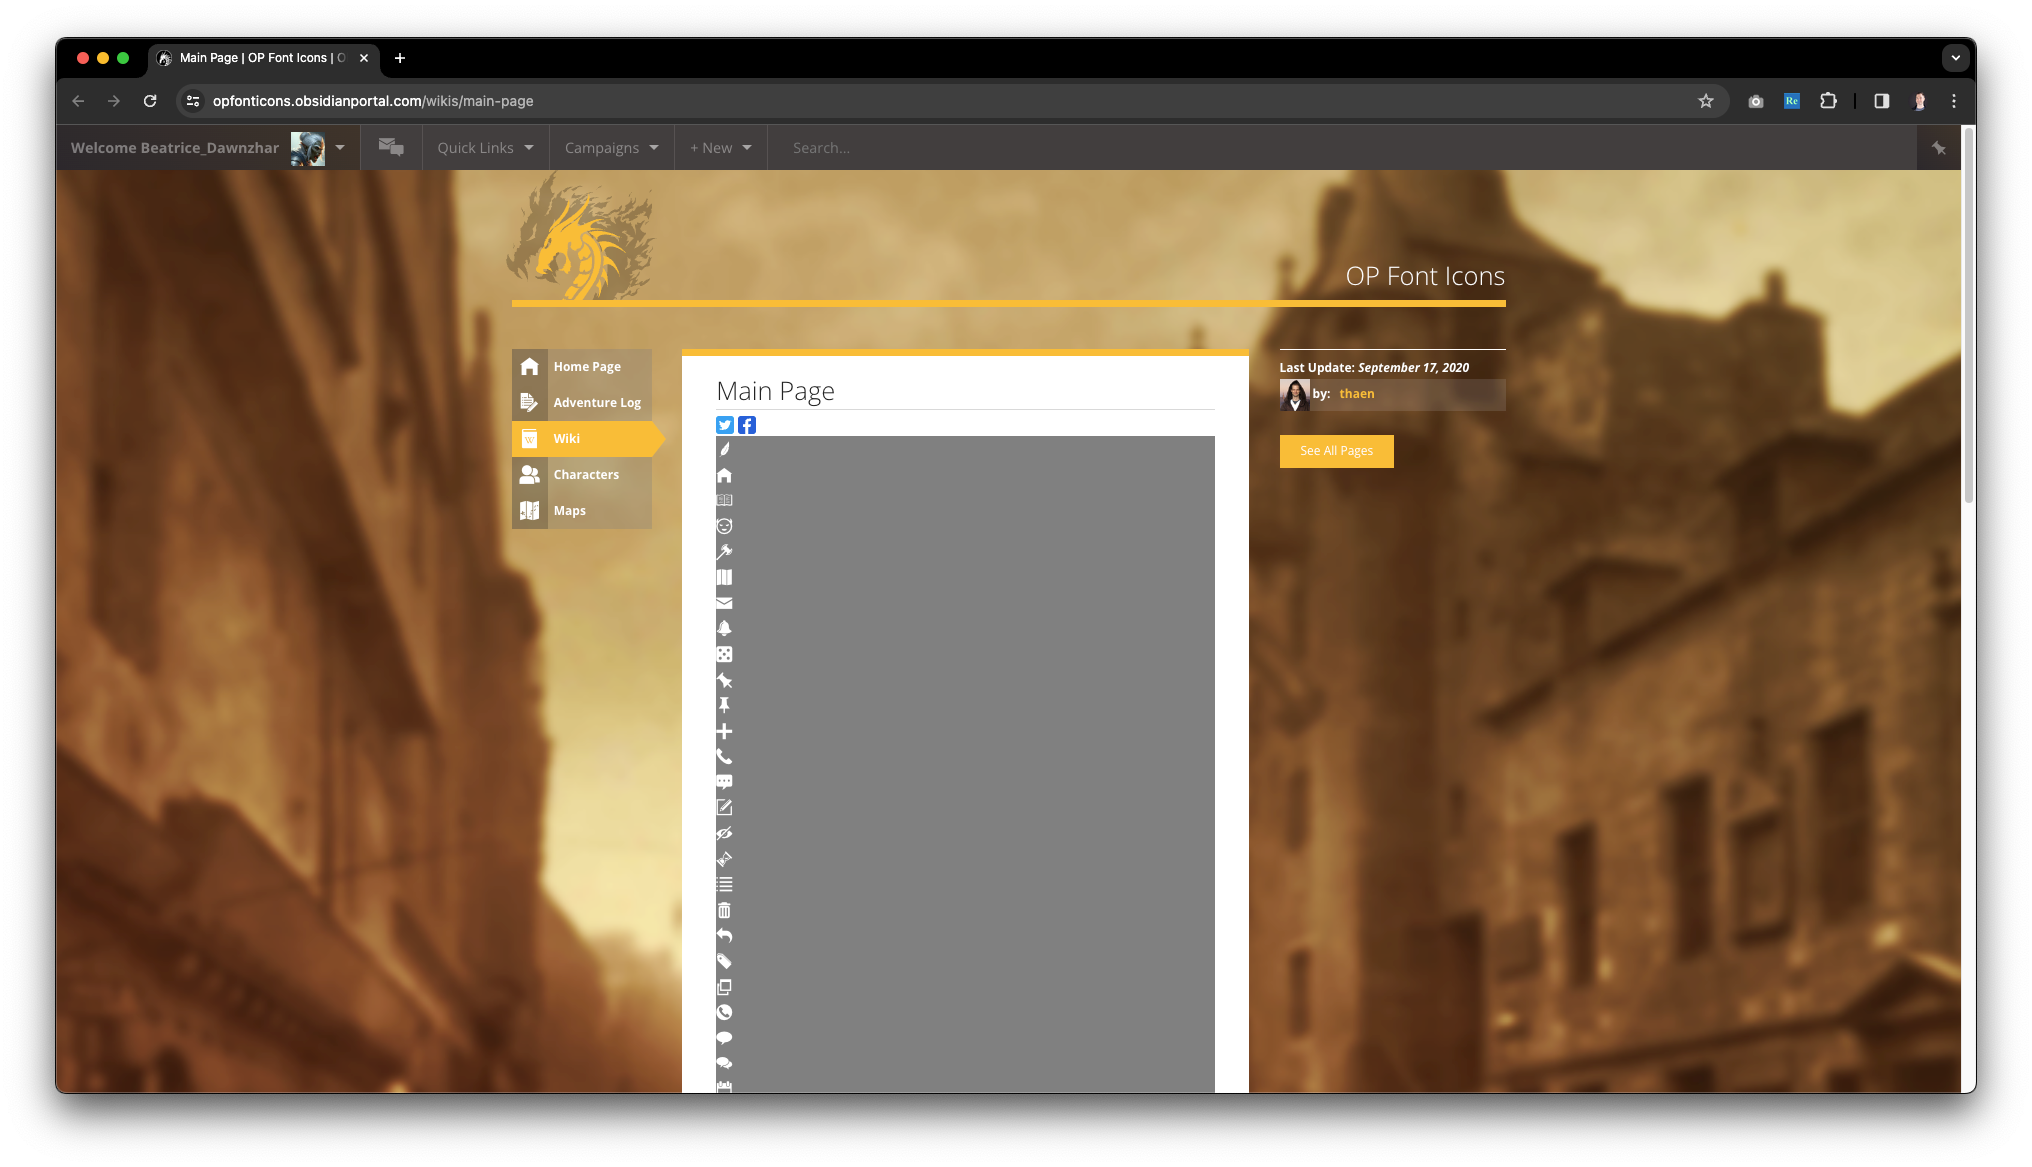 Main Page | OP Font Icons | O
opfonticons.obsidianportal.com/wikis/main-page
Re
Welcome Beatrice_Dawnzhar
Quick Links
Campaigns
+ New
Search...
OP Font Icons
Home Page
Adventure Log
Wiki
Characters
Maps
Main Page
Last Update: September 17, 2020
by: thaen
See All Pages